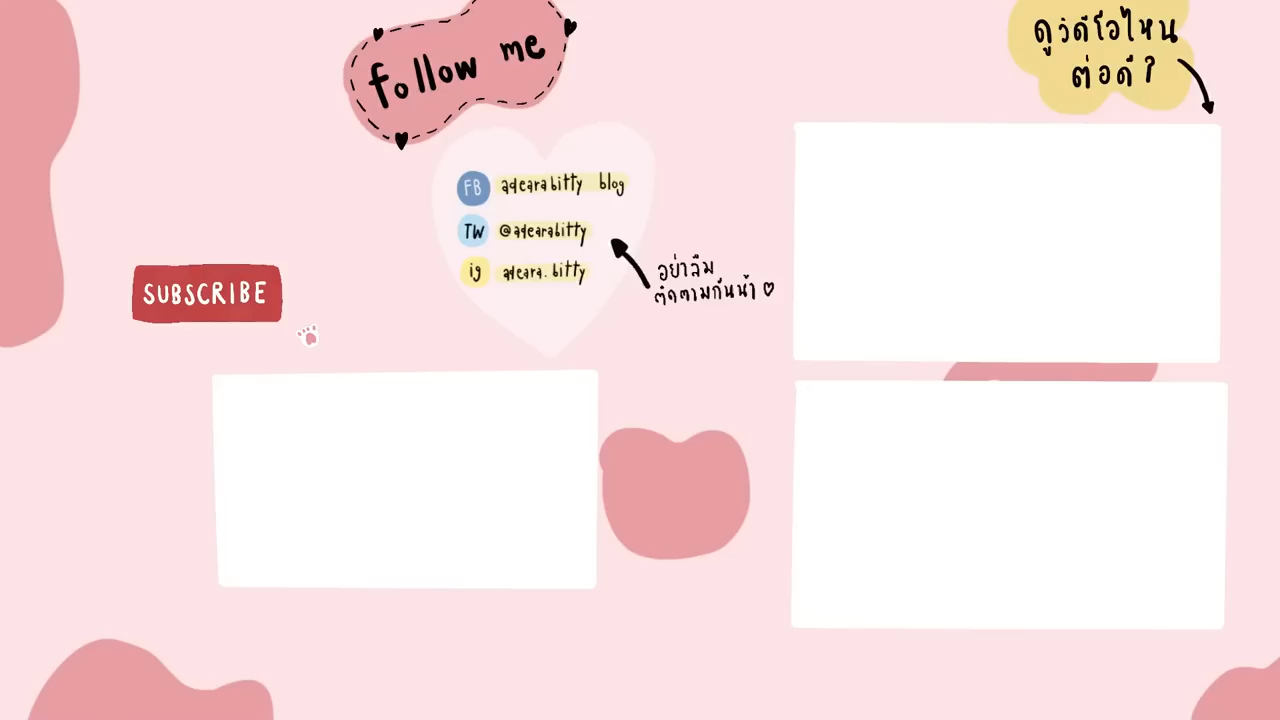 follow me
ดูวิดีโอไหน
ต่อดี?
FB adearabitty blog
TW @adearabitty
ig adeara.bitty
อย่าลืม
ติดตามกันน้า ♡
SUBSCRIBE